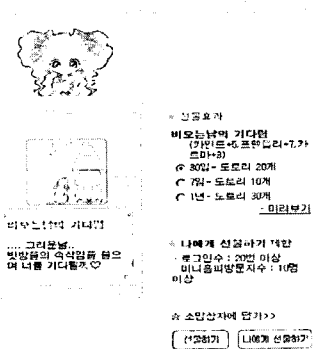 비오는날의 기다림
.... 그리운날..
빗방울의 속삭임을 들으
며 너를 기다릴께.♡
선물효과
비오는날의 기다림
(카인드+5,프렌들리+7,카
르마+3)
30일 - 도토리 20개
7일 - 도토리 10개
1년 - 도토리 30개
· 미리보기
나에게 선물하기 제한
· 로그인수 : 20번 이상
· 미니홈피방문자수 : 10명
이상
소망상자에 담기>>
선물하기
나에게 선물하기